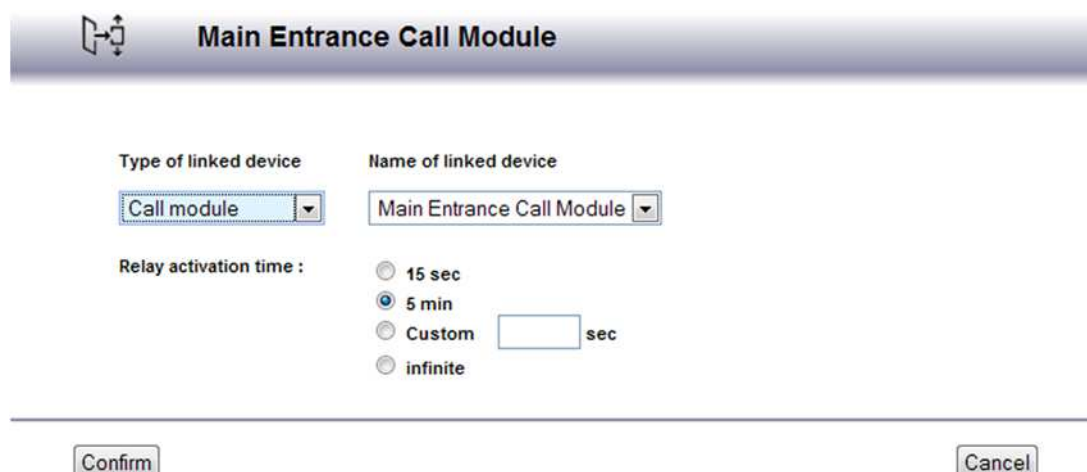 Main Entrance Call Module
Type of linked device Name of linked device
Call module Main Entrance Call Module
Relay activation time : 15 sec
5 min
Custom sec
infinite
Confirm Cancel